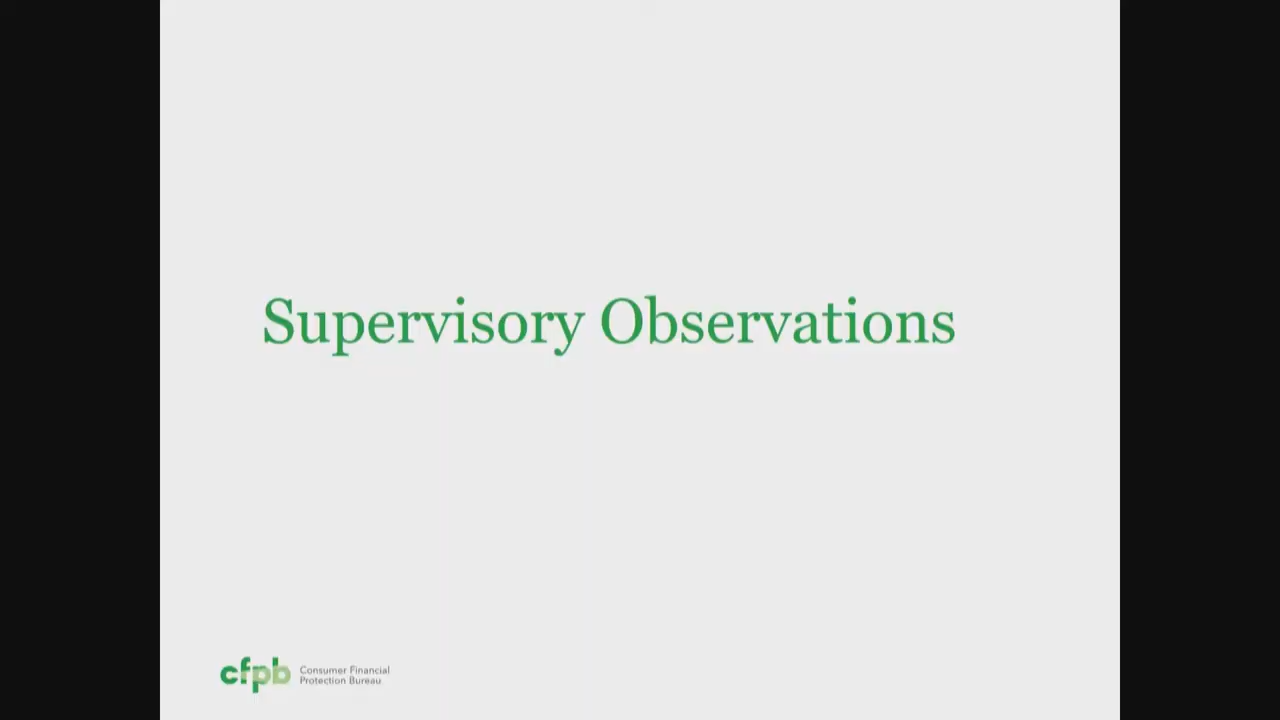 Supervisory Observations
cfpb
Consumer Financial
Protection Bureau